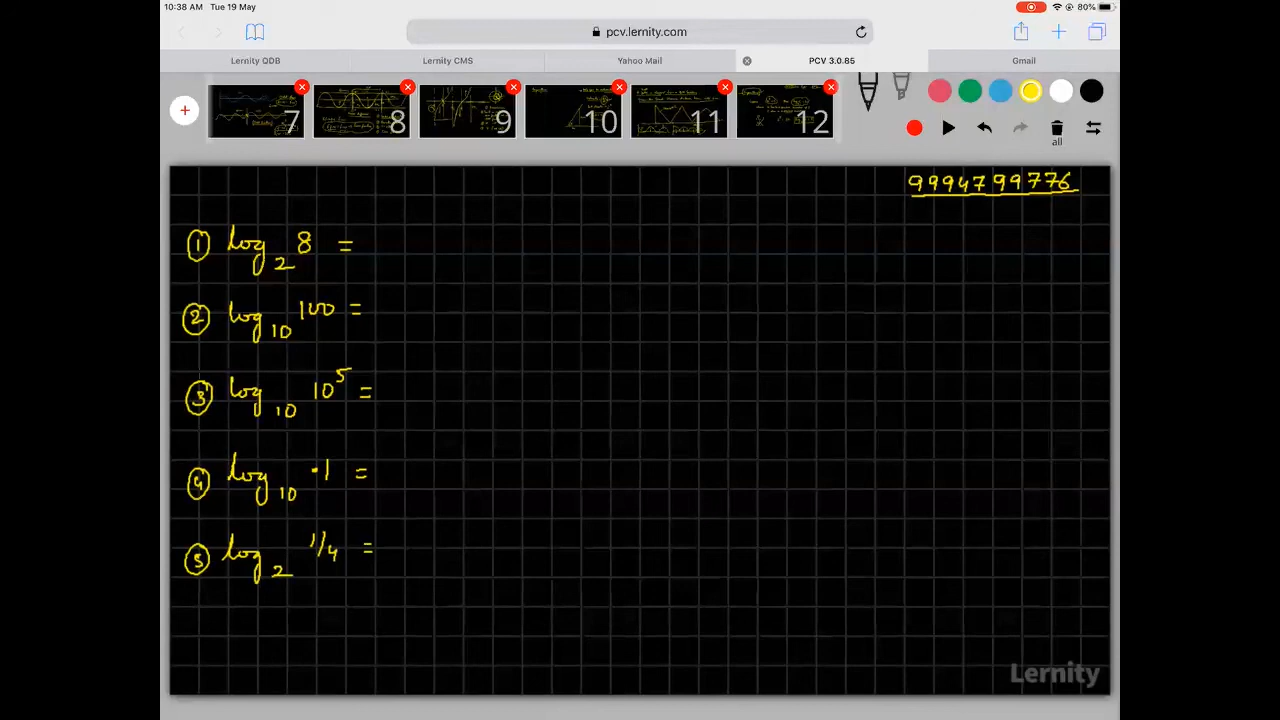 10:38 AM Tue 19 May
80%
pcv.lernity.com
Lernity QDB
Lernity CMS
Yahoo Mail
PCV 3.0.85
Gmail
7
8
9
10
11
12
all
9994799776
① log₂ 8 =
② log₁₀ 100 =
③ log₁₀ 10⁵ =
④ log₁₀ .1 =
⑤ log₂ 1/4 =
Lernity